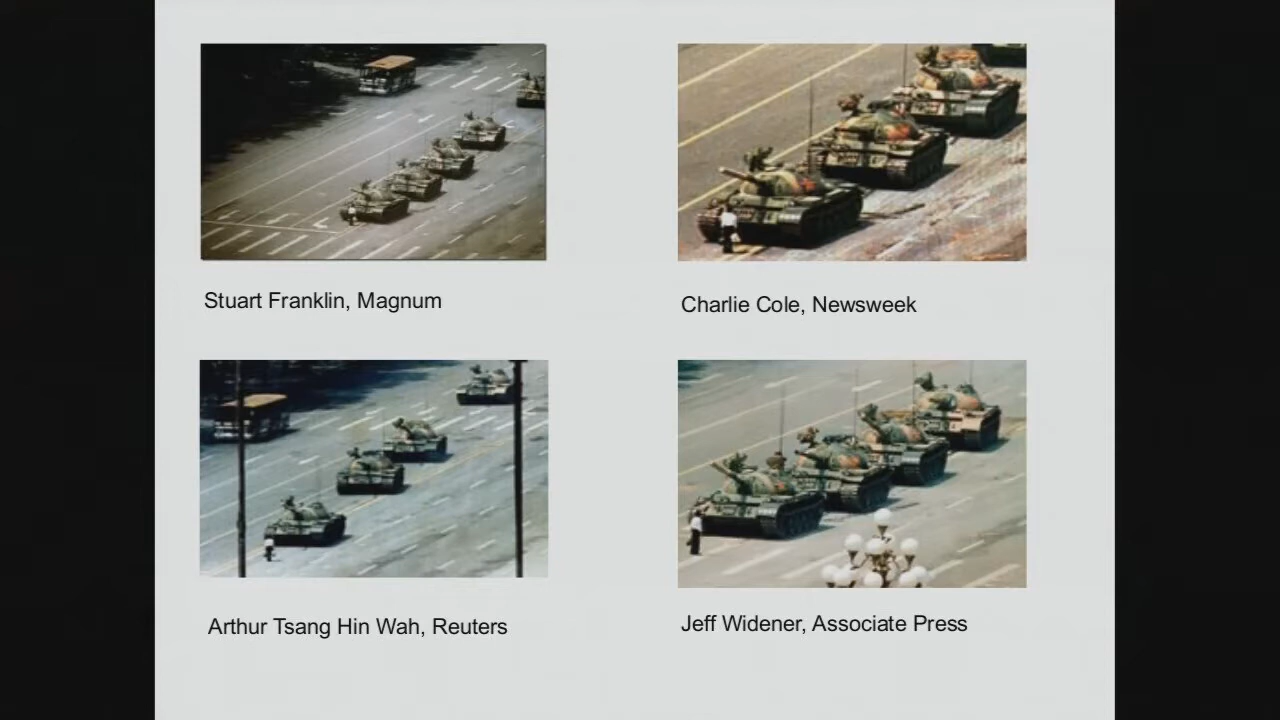 Stuart Franklin, Magnum
Charlie Cole, Newsweek
Arthur Tsang Hin Wah, Reuters
Jeff Widener, Associate Press